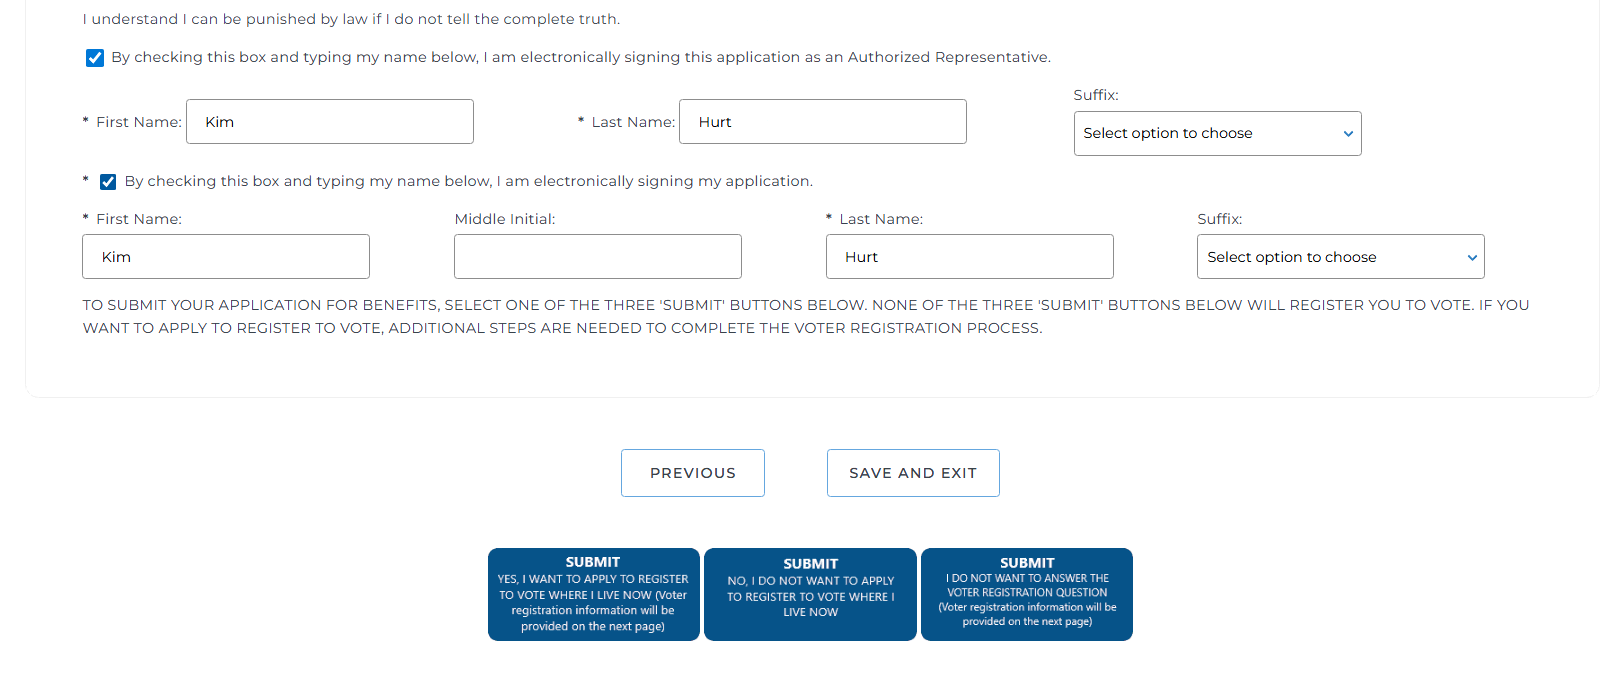 I understand I can be punished by law if I do not tell the complete truth.
By checking this box and typing my name below, I am electronically signing this application as an Authorized Representative.
Suffix:
* First Name: Kim * Last Name: Hurt Select option to choose
* By checking this box and typing my name below, I am electronically signing my application.
* First Name: Middle Initial: * Last Name: Suffix:
Kim Hurt Select option to choose
TO SUBMIT YOUR APPLICATION FOR BENEFITS, SELECT ONE OF THE THREE 'SUBMIT' BUTTONS BELOW. NONE OF THE THREE 'SUBMIT' BUTTONS BELOW WILL REGISTER YOU TO VOTE. IF YOU
WANT TO APPLY TO REGISTER TO VOTE, ADDITIONAL STEPS ARE NEEDED TO COMPLETE THE VOTER REGISTRATION PROCESS.
PREVIOUS SAVE AND EXIT
SUBMIT
YES, I WANT TO APPLY TO REGISTER
TO VOTE WHERE I LIVE NOW (Voter
registration information will be
provided on the next page)
SUBMIT
NO, I DO NOT WANT TO APPLY
TO REGISTER TO VOTE WHERE I
LIVE NOW
SUBMIT
I DO NOT WANT TO ANSWER THE
VOTER REGISTRATION QUESTION
(Voter registration information will be
provided on the next page)